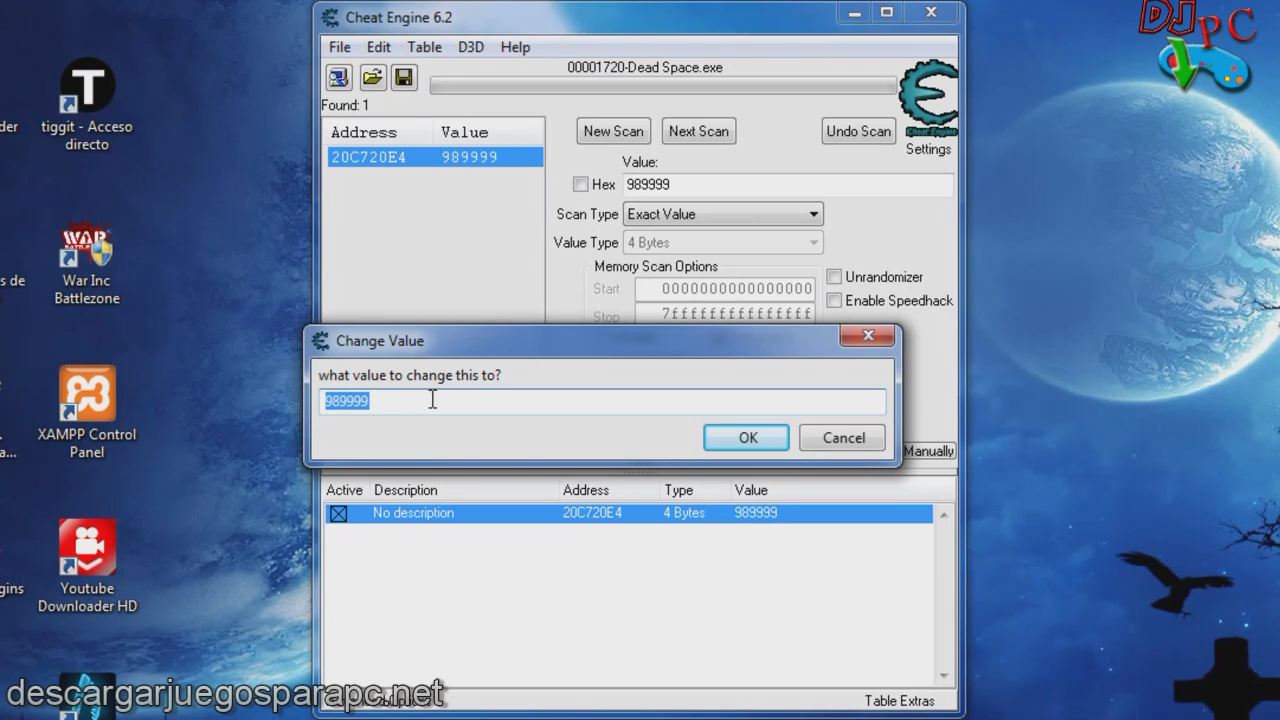 Cheat Engine 6.2
DJ PC
File Edit Table D3D Help
00001720-Dead Space.exe
Found: 1
Address Value
20C720E4 989999
New Scan Next Scan Undo Scan
Cheat Engine
Settings
Value:
Hex 989999
Scan Type Exact Value
Value Type 4 Bytes
Memory Scan Options
Start 0000000000000000
Stop 7fffffffffffffff
Unrandomizer
Enable Speedhack
Change Value
what value to change this to?
989999
OK Cancel
Manually
Active Description Address Type Value
No description 20C720E4 4 Bytes 989999
Table Extras
der
T
tiggit - Acceso
directo
WAR
s de
War Inc
Battlezone
a...
XAMPP Control
Panel
gins
Youtube
Downloader HD
descargarjuegosparapc.net